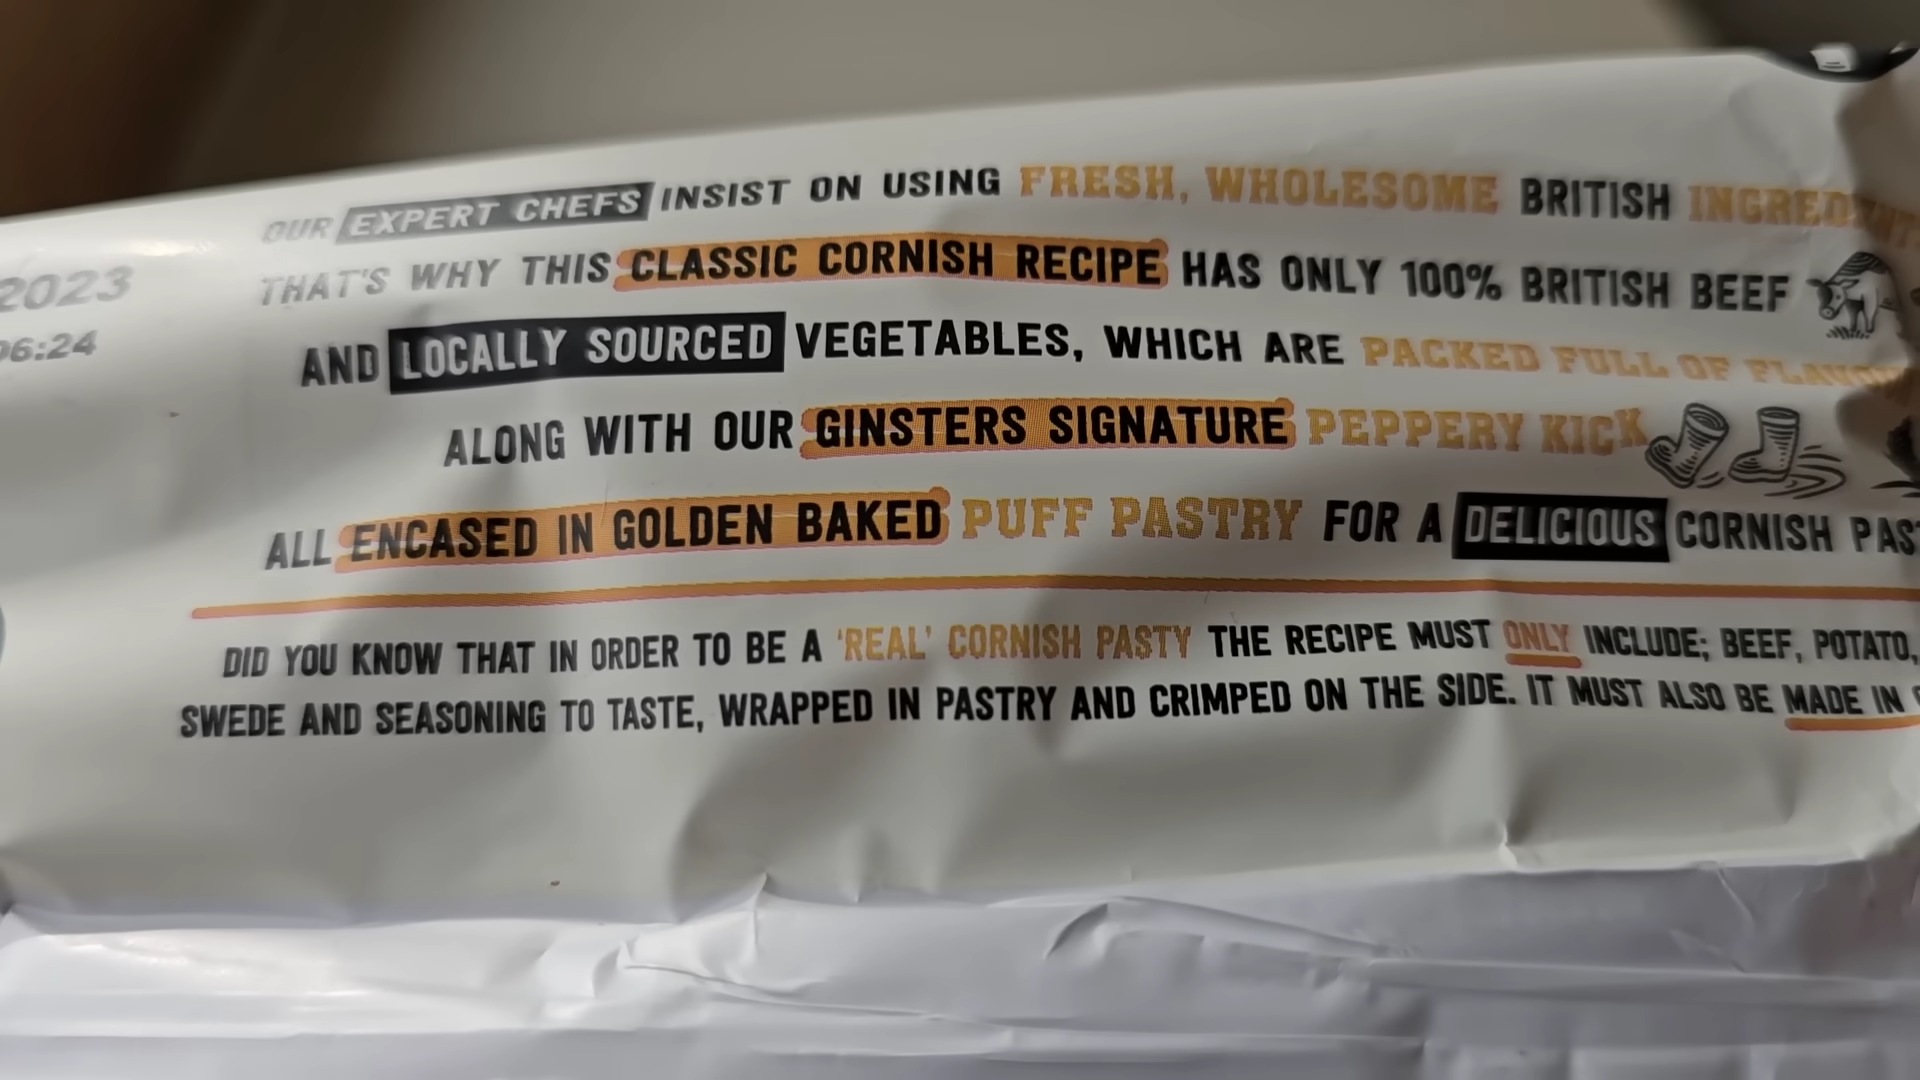 OUR EXPERT CHEFS INSIST ON USING FRESH, WHOLESOME BRITISH
THAT'S WHY THIS CLASSIC CORNISH RECIPE HAS ONLY 100% BRITISH BEEF
2023
06:24
AND LOCALLY SOURCED VEGETABLES, WHICH ARE PACKED FULL OF
ALONG WITH OUR GINSTERS SIGNATURE PEPPERY KICK
ALL ENCASED IN GOLDEN BAKED PUFF PASTRY FOR A DELICIOUS CORNISH
DID YOU KNOW THAT IN ORDER TO BE A 'REAL' CORNISH PASTY THE RECIPE MUST ONLY INCLUDE; BEEF, POTATO,
SWEDE AND SEASONING TO TASTE, WRAPPED IN PASTRY AND CRIMPED ON THE SIDE. IT MUST ALSO BE MADE IN